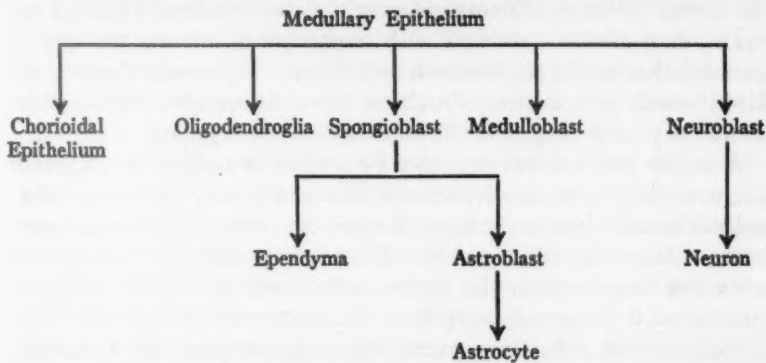 Medullary Epithelium
Chorioidal Epithelium
Oligodendroglia
Spongioblast
Medulloblast
Neuroblast
Ependyma
Astroblast
Neuron
Astrocyte